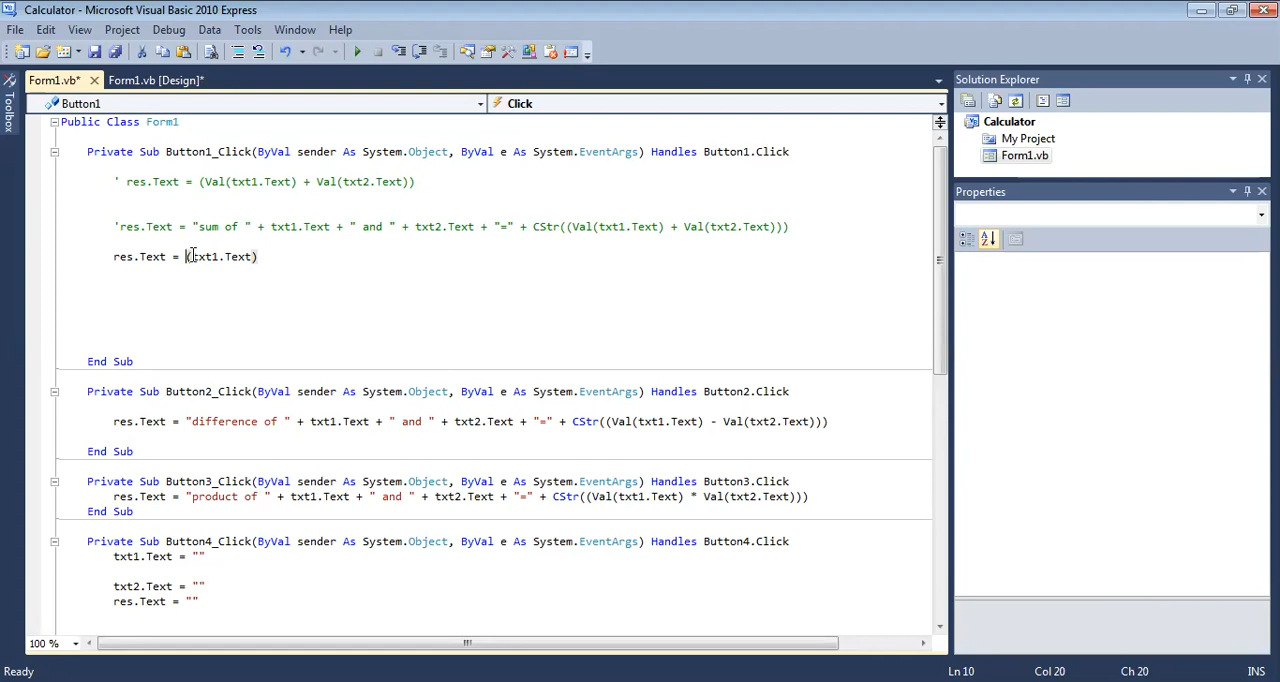 Calculator - Microsoft Visual Basic 2010 Express
File Edit View Project Debug Data Tools Window Help
Form1.vb* Form1.vb [Design]*
Toolbox
Button1 Click
Public Class Form1
Private Sub Button1_Click(ByVal sender As System.Object, ByVal e As System.EventArgs) Handles Button1.Click
' res.Text = (Val(txt1.Text) + Val(txt2.Text))
'res.Text = "sum of " + txt1.Text + " and " + txt2.Text + "=" + CStr((Val(txt1.Text) + Val(txt2.Text)))
res.Text = (txt1.Text)
End Sub
Private Sub Button2_Click(ByVal sender As System.Object, ByVal e As System.EventArgs) Handles Button2.Click
res.Text = "difference of " + txt1.Text + " and " + txt2.Text + "=" + CStr((Val(txt1.Text) - Val(txt2.Text)))
End Sub
Private Sub Button3_Click(ByVal sender As System.Object, ByVal e As System.EventArgs) Handles Button3.Click
res.Text = "product of " + txt1.Text + " and " + txt2.Text + "=" + CStr((Val(txt1.Text) * Val(txt2.Text)))
End Sub
Private Sub Button4_Click(ByVal sender As System.Object, ByVal e As System.EventArgs) Handles Button4.Click
txt1.Text = ""
txt2.Text = ""
res.Text = ""
100 %
Solution Explorer
Calculator
My Project
Form1.vb
Properties
Ready Ln 10 Col 20 Ch 20 INS